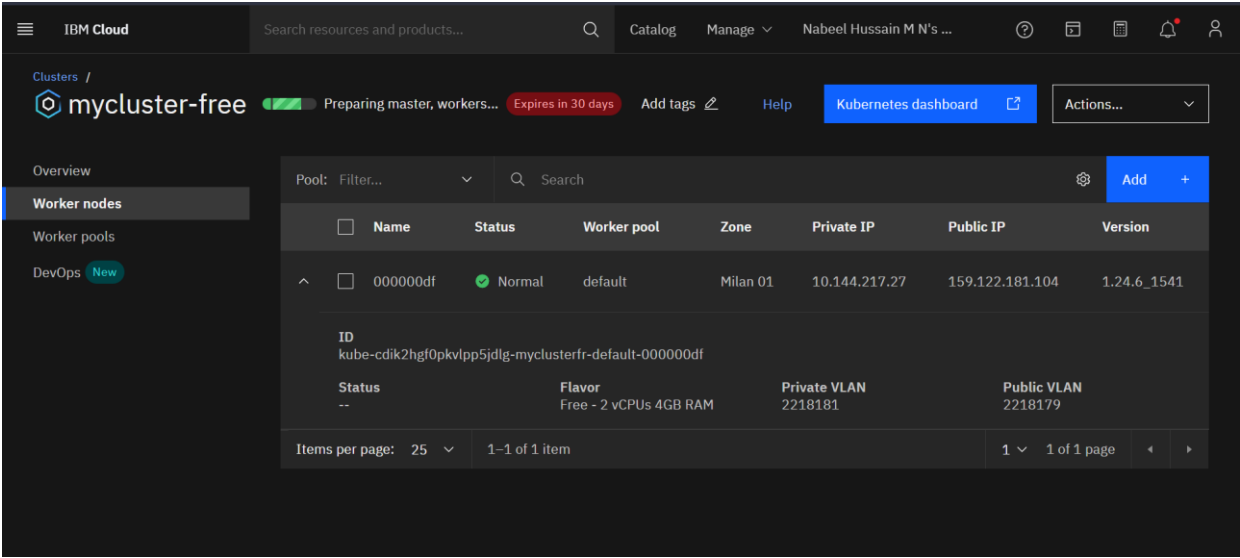 IBM Cloud
Search resources and products...
Catalog
Manage
Nabeel Hussain M N's ...
Clusters /
mycluster-free
Preparing master, workers...
Expires in 30 days
Add tags
Help
Kubernetes dashboard
Actions...
Overview
Worker nodes
Worker pools
DevOps New
Pool: Filter...
Search
Add +
Name Status Worker pool Zone Private IP Public IP Version
000000df Normal default Milan 01 10.144.217.27 159.122.181.104 1.24.6_1541
ID
kube-cdik2hgf0pkvlpp5jdlg-myclusterfr-default-000000df
Status Flavor Private VLAN Public VLAN
-- Free - 2 vCPUs 4GB RAM 2218181 2218179
Items per page: 25 1–1 of 1 item 1 1 of 1 page